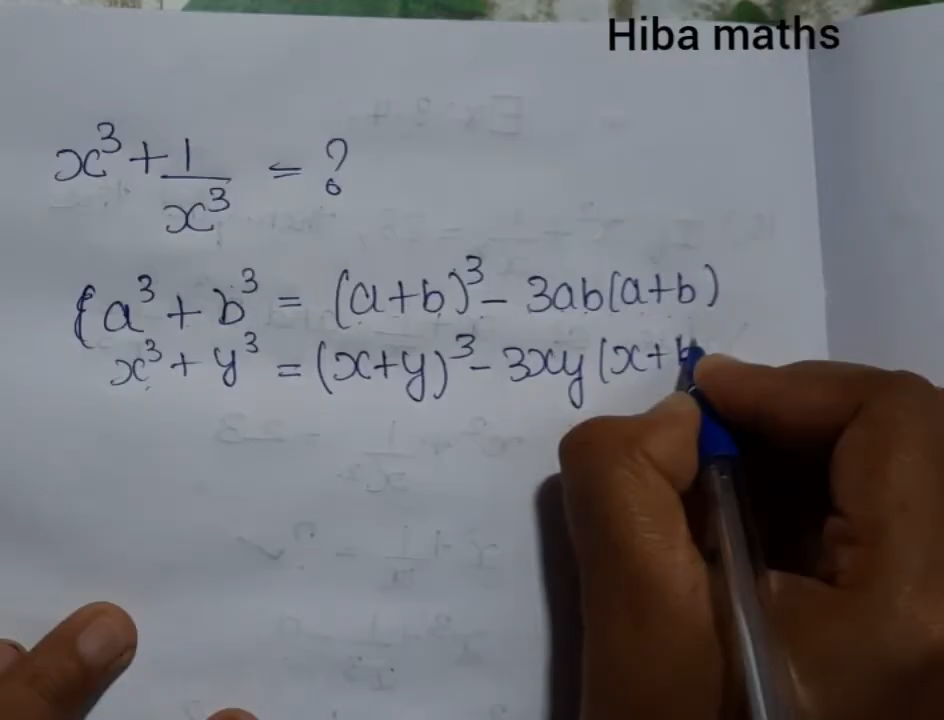 Hiba maths
x³ + 1/x³ = ?
{a³ + b³ = (a+b)³ - 3ab(a+b)
x³ + y³ = (x+y)³ - 3xy(x+